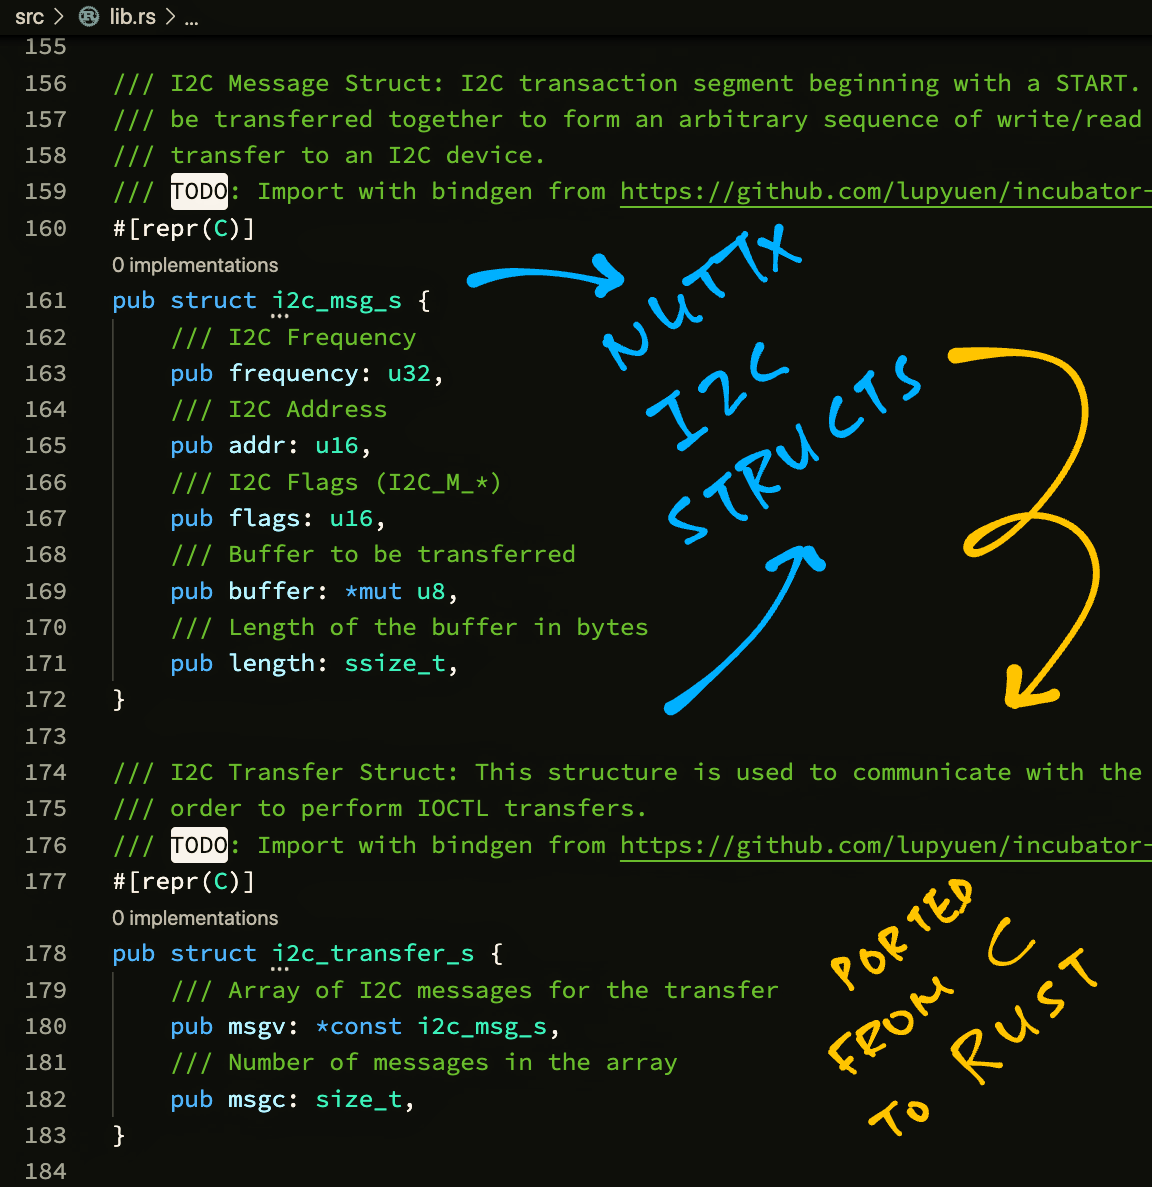 src > lib.rs > ...
155
156 /// I2C Message Struct: I2C transaction segment beginning with a START.
157 /// be transferred together to form an arbitrary sequence of write/read
158 /// transfer to an I2C device.
159 /// TODO: Import with bindgen from https://github.com/lupyuen/incubator-
160 #[repr(C)]
0 implementations
161 pub struct i2c_msg_s {
162 /// I2C Frequency
163 pub frequency: u32,
164 /// I2C Address
165 pub addr: u16,
166 /// I2C Flags (I2C_M_*)
167 pub flags: u16,
168 /// Buffer to be transferred
169 pub buffer: *mut u8,
170 /// Length of the buffer in bytes
171 pub length: ssize_t,
172 }
173
174 /// I2C Transfer Struct: This structure is used to communicate with the
175 /// order to perform IOCTL transfers.
176 /// TODO: Import with bindgen from https://github.com/lupyuen/incubator-
177 #[repr(C)]
0 implementations
178 pub struct i2c_transfer_s {
179 /// Array of I2C messages for the transfer
180 pub msgv: *const i2c_msg_s,
181 /// Number of messages in the array
182 pub msgc: size_t,
183 }
184
NUTTX
I2C
STRUCTS
PORTED
FROM C
TO RUST